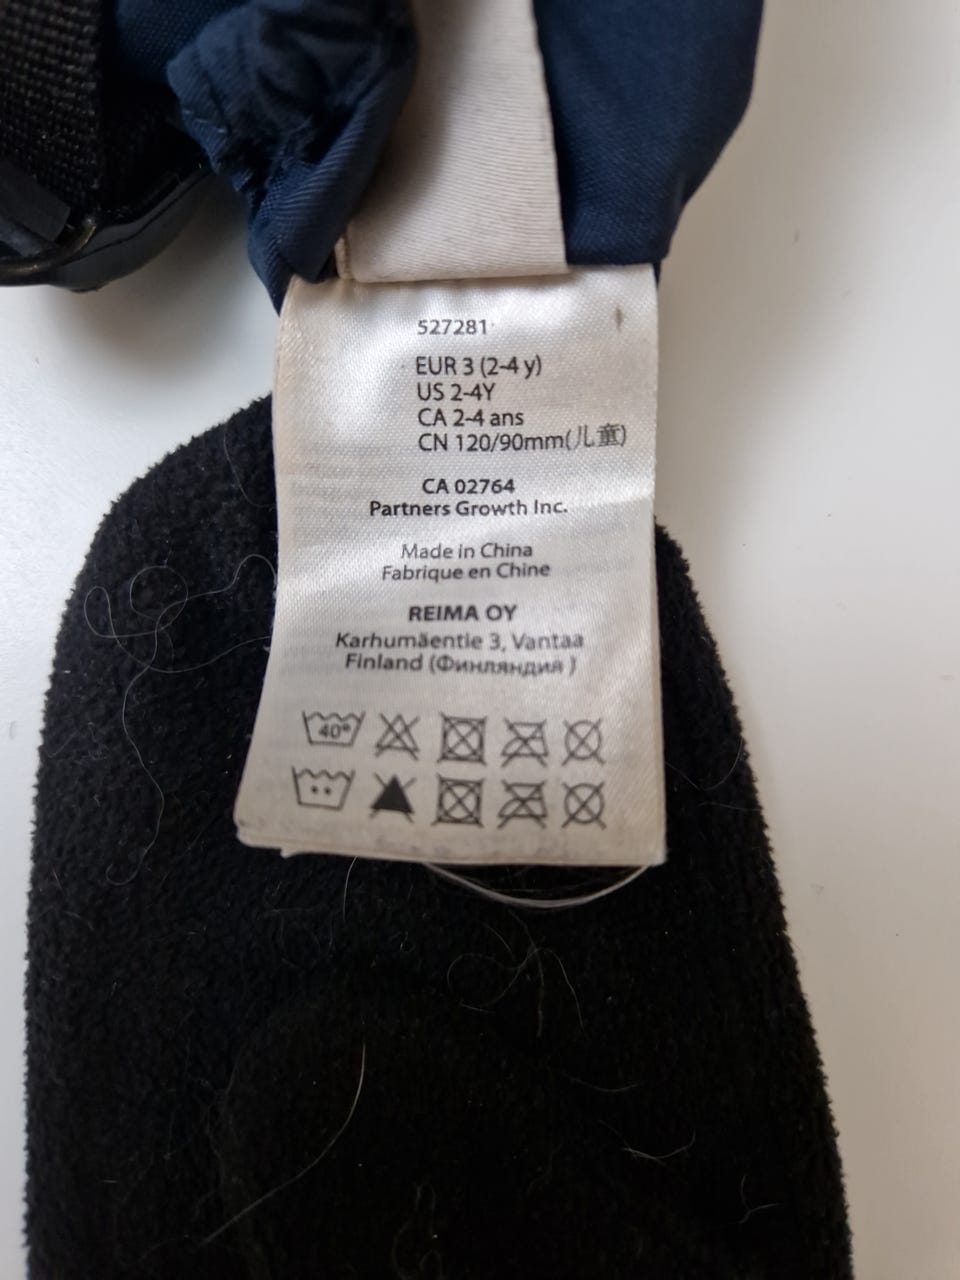 527281
EUR 3 (2-4 y)
US 2-4Y
CA 2-4 ans
CN 120/90mm(儿童)
CA 02764
Partners Growth Inc.
Made in China
Fabrique en Chine
REIMA OY
Karhumäentie 3, Vantaa
Finland (Финляндия )
40°